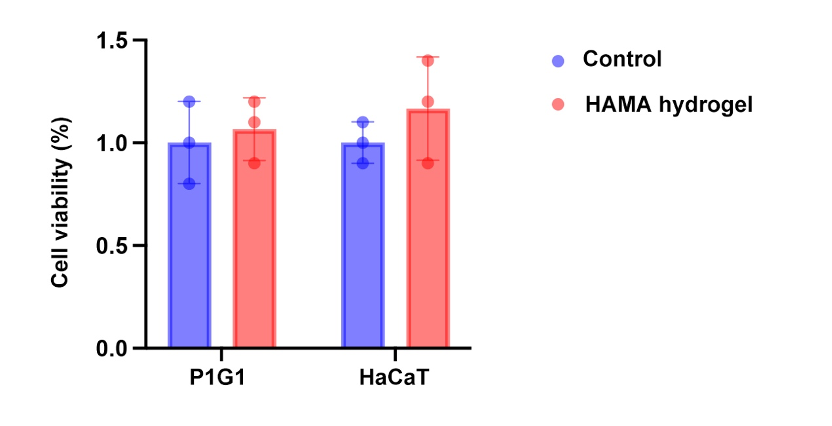 Cell viability (%)
1.5
1.0
0.5
0.0
P1G1
HaCaT
Control
HAMA hydrogel